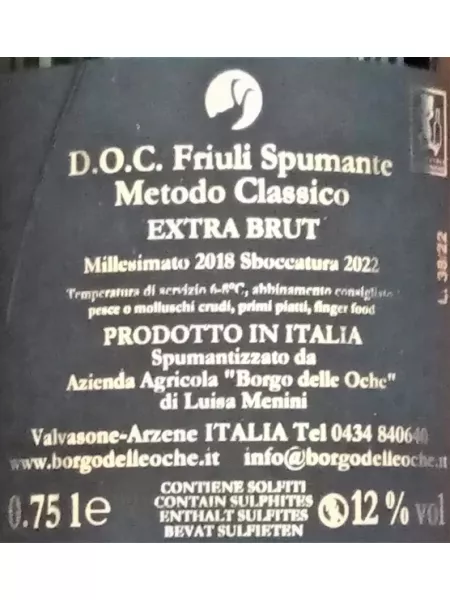 D.O.C. Friuli Spumante
Metodo Classico
EXTRA BRUT
Millesimato 2018 Sboccatura 2022
Temperatura di servizio 6-8°C, abbinamento consigliato
pesce o molluschi crudi, primi piatti, finger food
PRODOTTO IN ITALIA
Spumantizzato da
Azienda Agricola "Borgo delle Oche"
di Luisa Menini
Valvasone-Arzene ITALIA Tel 0434 840640
www.borgodelleoche.it info@borgodelleoche.it
CONTIENE SOLFITI
CONTAIN SULPHITES
ENTHALT SULFITES
BEVAT SULFIETEN
0.75 l e
12 % vol
L. 38/22